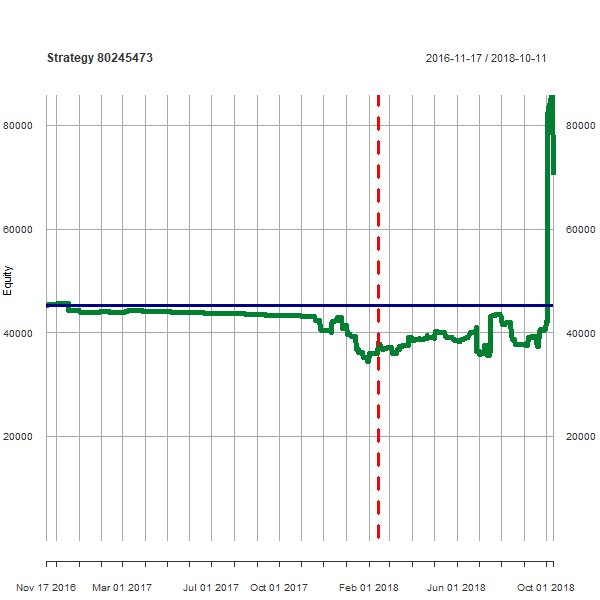 Strategy 80245473 2016-11-17 / 2018-10-11
80000 80000
60000 60000
Equity
40000 40000
20000 20000
Nov 17 2016 Mar 01 2017 Jul 01 2017 Oct 01 2017 Feb 01 2018 Jun 01 2018 Oct 01 2018